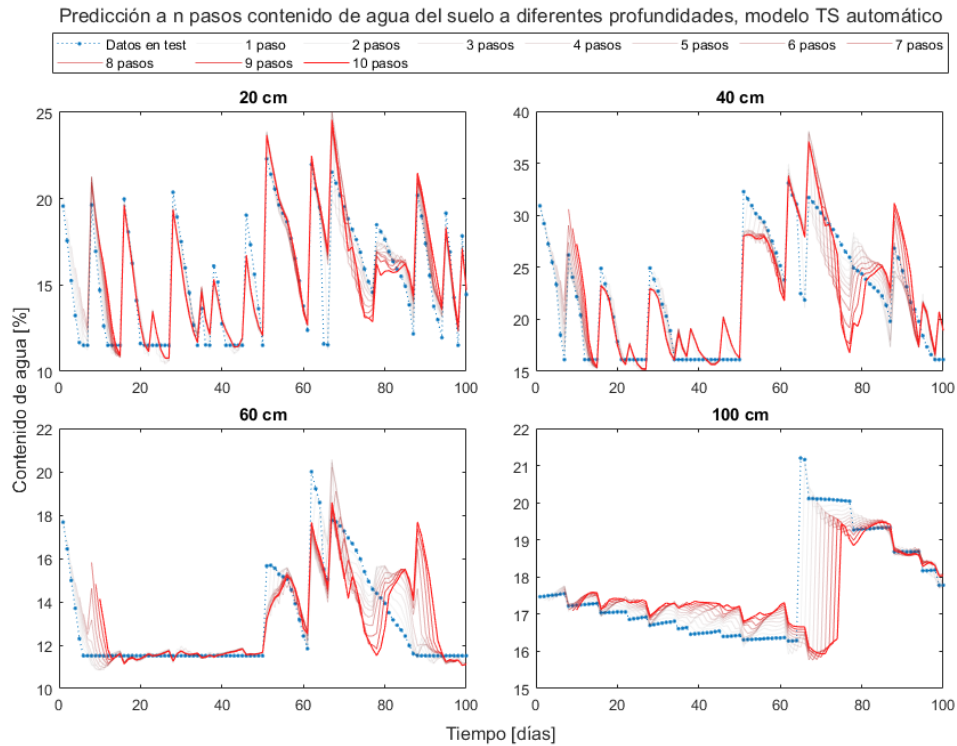 Predicción a n pasos contenido de agua del suelo a diferentes profundidades, modelo TS automático
Datos en test 1 paso 2 pasos 3 pasos 4 pasos 5 pasos 6 pasos 7 pasos
8 pasos 9 pasos 10 pasos
20 cm
25
20
15
10
0 20 40 60 80 100
40 cm
40
35
30
25
20
15
0 20 40 60 80 100
60 cm
22
20
18
16
14
12
10
0 20 40 60 80 100
100 cm
22
21
20
19
18
17
16
15
0 20 40 60 80 100
Contenido de agua [%]
Tiempo [días]